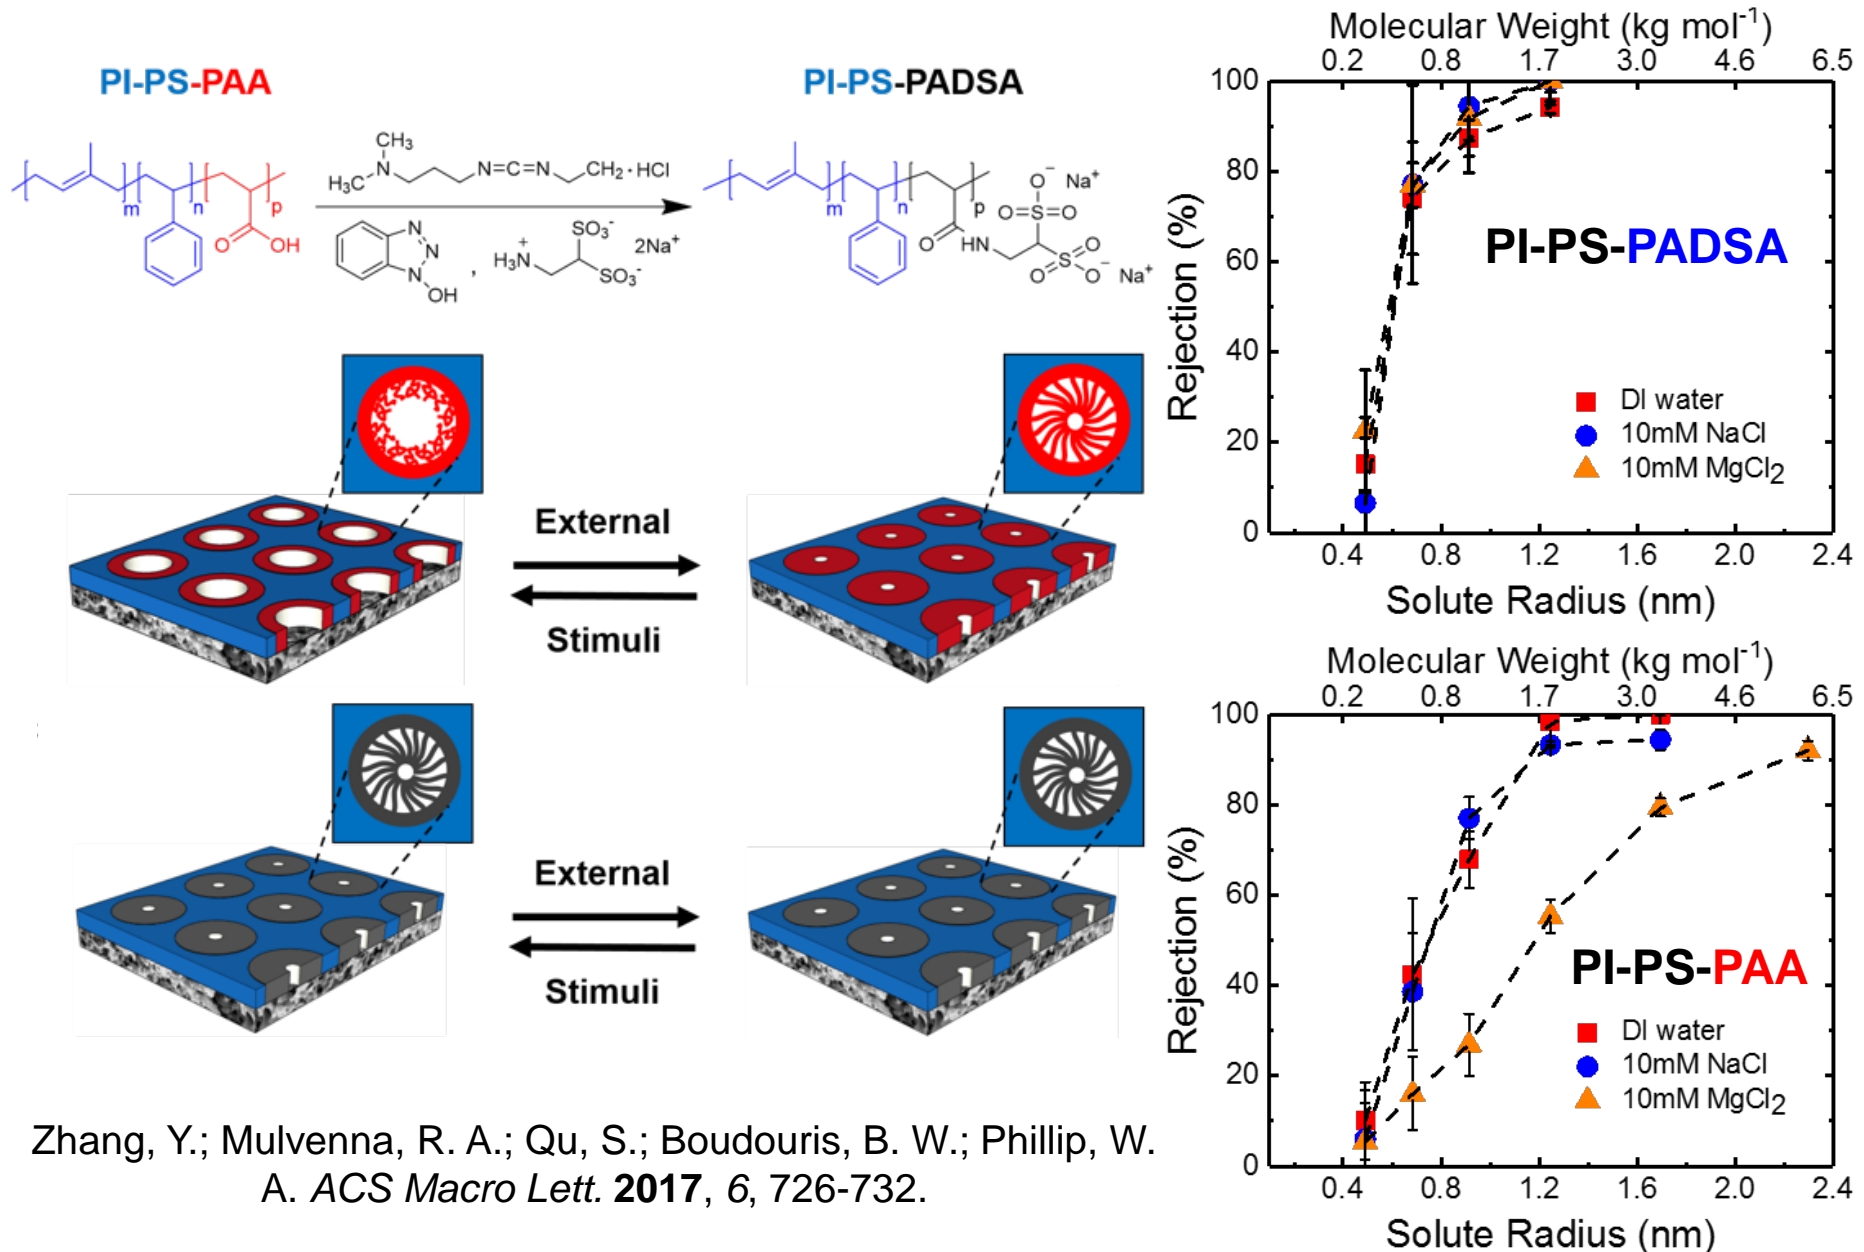 PI-PS-PAA
PI-PS-PADSA
m n p
O OH
CH3
N
H3C
N=C=N
CH2·HCl
N
N
N
OH
,
H3N+
SO3-
SO3-
2Na+
m n p
O HN
O- Na+
O=S=O
O
S
O
O- Na+
External
Stimuli
External
Stimuli
Zhang, Y.; Mulvenna, R. A.; Qu, S.; Boudouris, B. W.; Phillip, W.
A. ACS Macro Lett. 2017, 6, 726-732.
Molecular Weight (kg mol-1)
0.2 0.8 1.7 3.0 4.6 6.5
100
80
60
40
20
0
Rejection (%)
PI-PS-PADSA
DI water
10mM NaCl
10mM MgCl2
0.4 0.8 1.2 1.6 2.0 2.4
Solute Radius (nm)
Molecular Weight (kg mol-1)
0.2 0.8 1.7 3.0 4.6 6.5
100
80
60
40
20
0
Rejection (%)
PI-PS-PAA
DI water
10mM NaCl
10mM MgCl2
0.4 0.8 1.2 1.6 2.0 2.4
Solute Radius (nm)